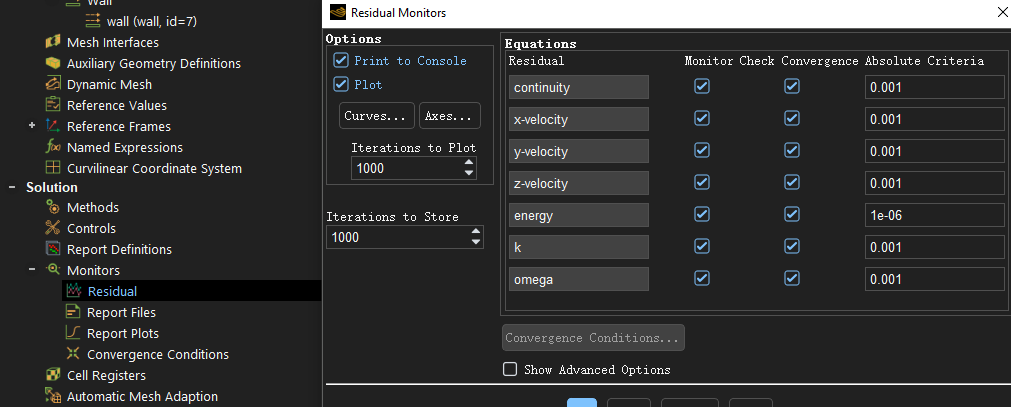 Wall
wall (wall, id=7)
Mesh Interfaces
Auxiliary Geometry Definitions
Dynamic Mesh
Reference Values
Reference Frames
Named Expressions
Curvilinear Coordinate System
Solution
Methods
Controls
Report Definitions
Monitors
Residual
Report Files
Report Plots
Convergence Conditions
Cell Registers
Automatic Mesh Adaption
Residual Monitors
Options
Print to Console
Plot
Curves... Axes...
Iterations to Plot
1000
Iterations to Store
1000
Equations
Residual Monitor Check Convergence Absolute Criteria
continuity 0.001
x-velocity 0.001
y-velocity 0.001
z-velocity 0.001
energy 1e-06
k 0.001
omega 0.001
Convergence Conditions...
Show Advanced Options